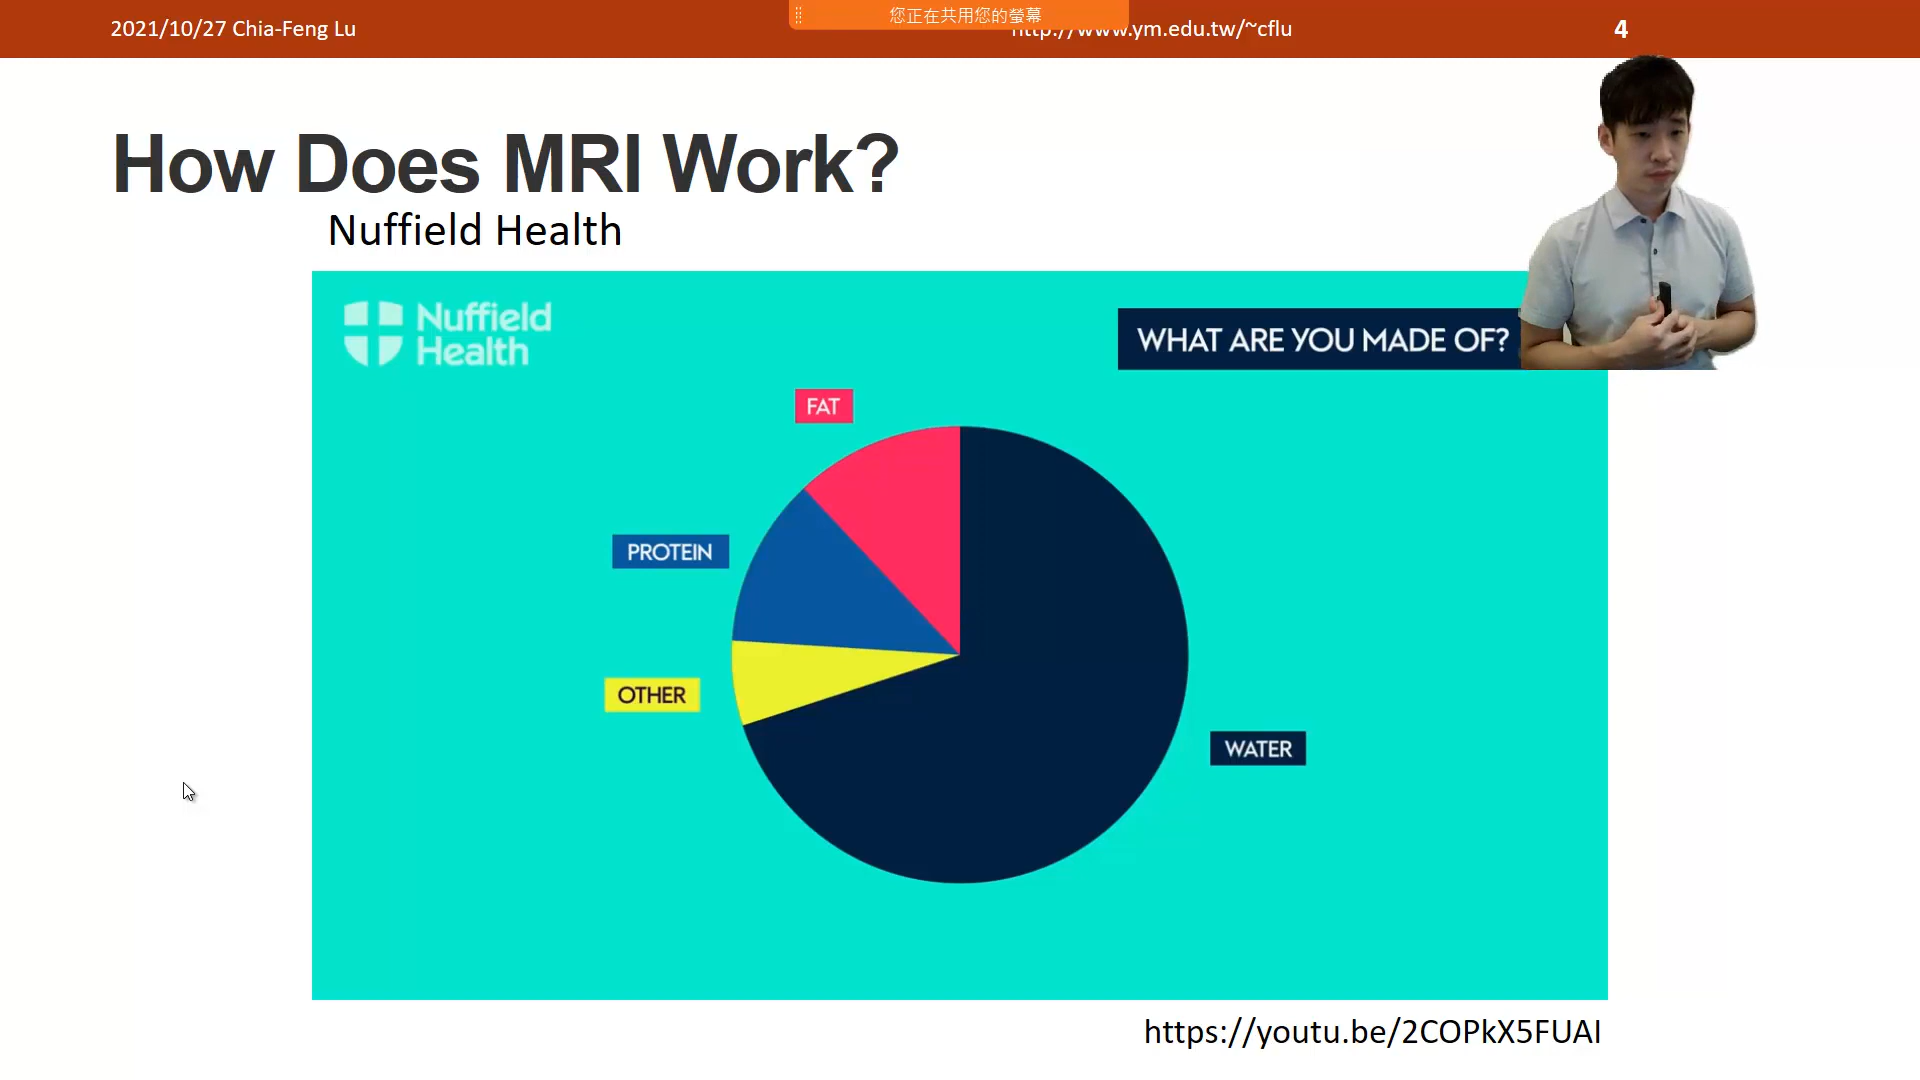 2021/10/27 Chia-Feng Lu
您正在共用您的螢幕
http://www.ym.edu.tw/~cflu
4
How Does MRI Work?
Nuffield Health
Nuffield
Health
WHAT ARE YOU MADE OF?
FAT
PROTEIN
OTHER
WATER
https://youtu.be/2COPkX5FUAI